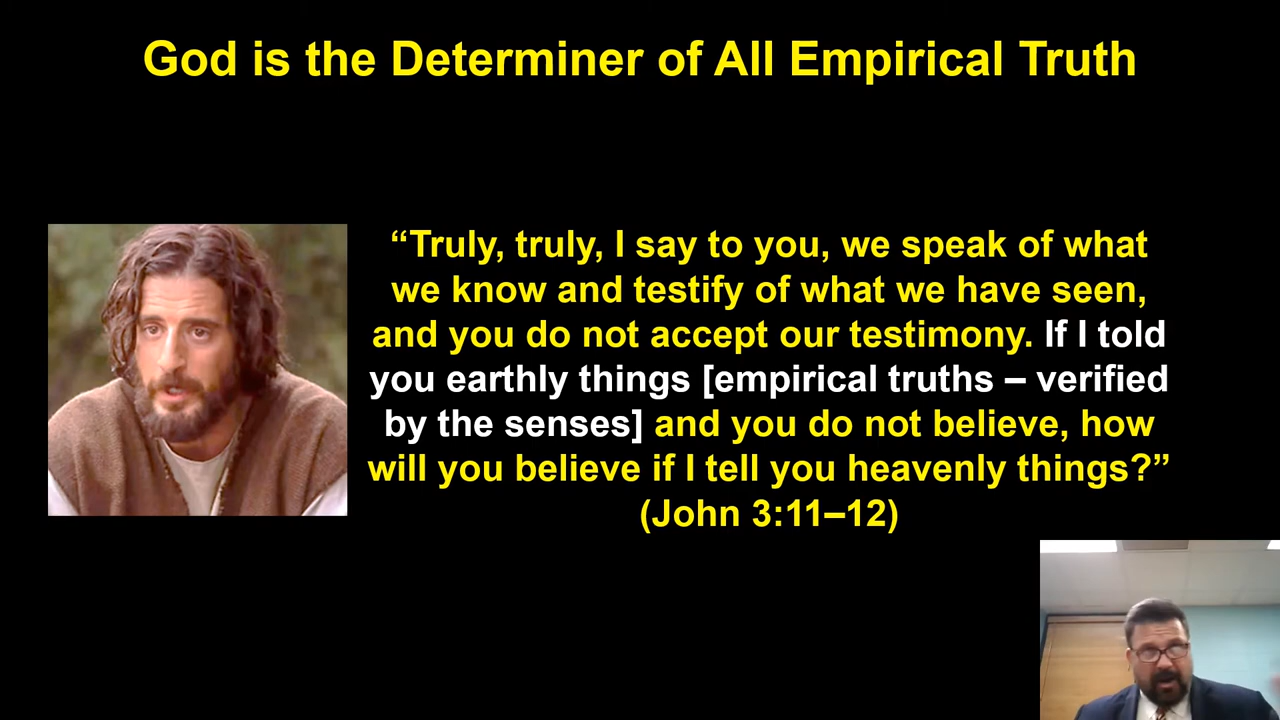 God is the Determiner of All Empirical Truth
“Truly, truly, I say to you, we speak of what
we know and testify of what we have seen,
and you do not accept our testimony. If I told
you earthly things [empirical truths – verified
by the senses] and you do not believe, how
will you believe if I tell you heavenly things?”
(John 3:11–12)